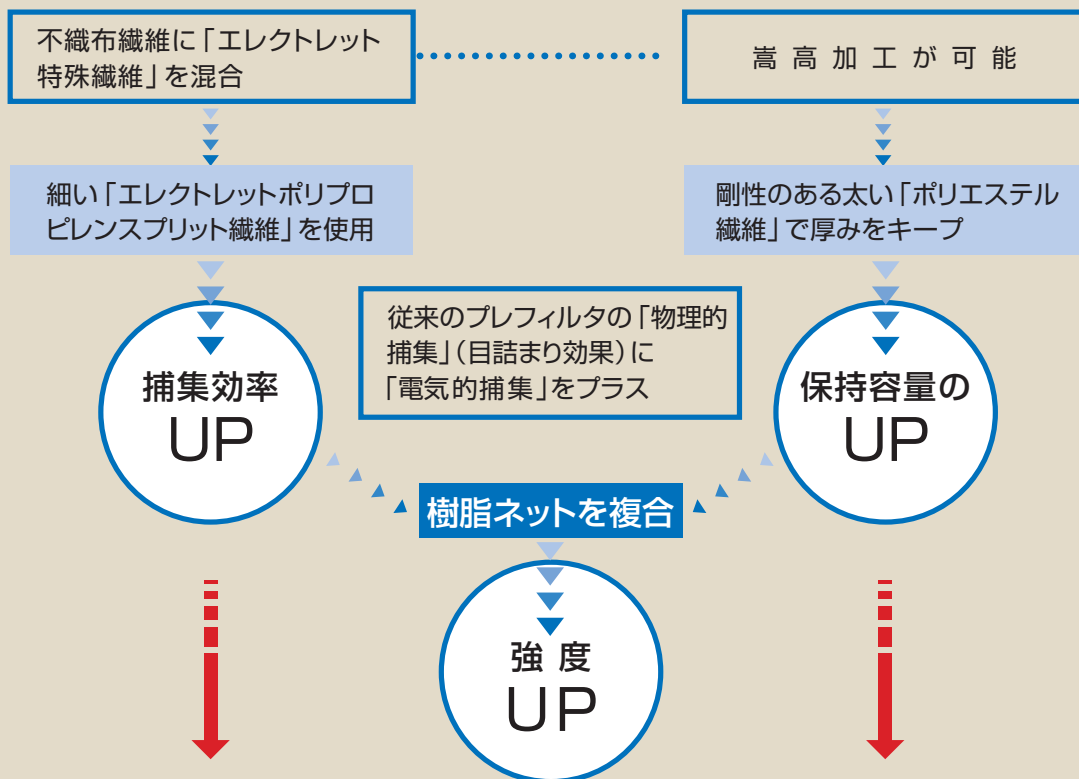 不織布繊維に「エレクトレット
特殊繊維」を混合
嵩高加工が可能
細い「エレクトレットポリプロ
ピレンスプリット繊維」を使用
剛性のある太い「ポリエステル
繊維」で厚みをキープ
従来のプレフィルタの「物理的
捕集」(目詰まり効果)に
「電気的捕集」をプラス
捕集効率
UP
保持容量の
UP
樹脂ネットを複合
強度
UP